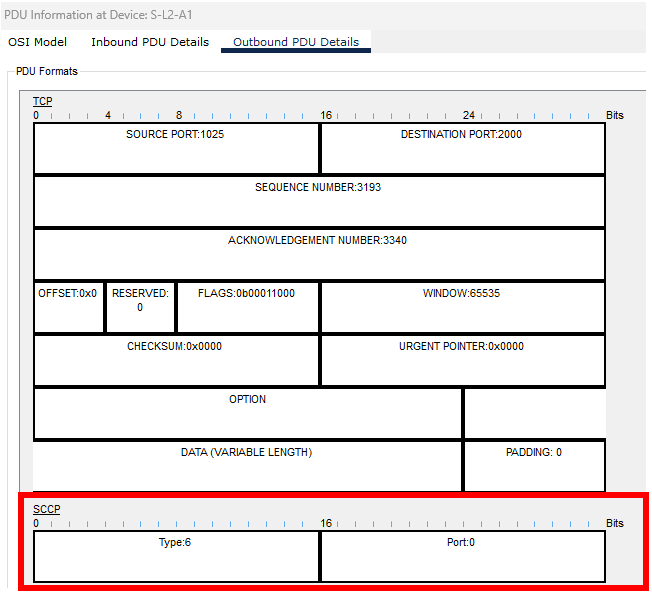 PDU Information at Device: S-L2-A1
OSI Model Inbound PDU Details Outbound PDU Details
PDU Formats
TCP
0 4 8 16 24 Bits
SOURCE PORT:1025 DESTINATION PORT:2000
SEQUENCE NUMBER:3193
ACKNOWLEDGEMENT NUMBER:3340
OFFSET:0x0 RESERVED: FLAGS:0b00011000 WINDOW:65535
0
CHECKSUM:0x0000 URGENT POINTER:0x0000
OPTION
DATA (VARIABLE LENGTH) PADDING: 0
SCCP
0 16 Bits
Type:6 Port:0